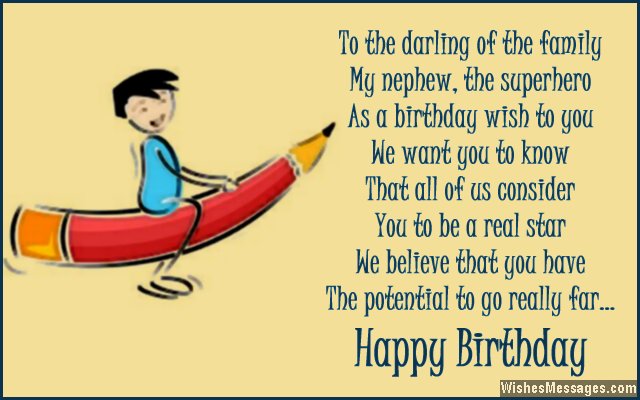 To the darling of the family
My nephew, the superhero
As a birthday wish to you
We want you to know
That all of us consider
You to be a real star
We believe that you have
The potential to go really far...
Happy Birthday
WishesMessages.com